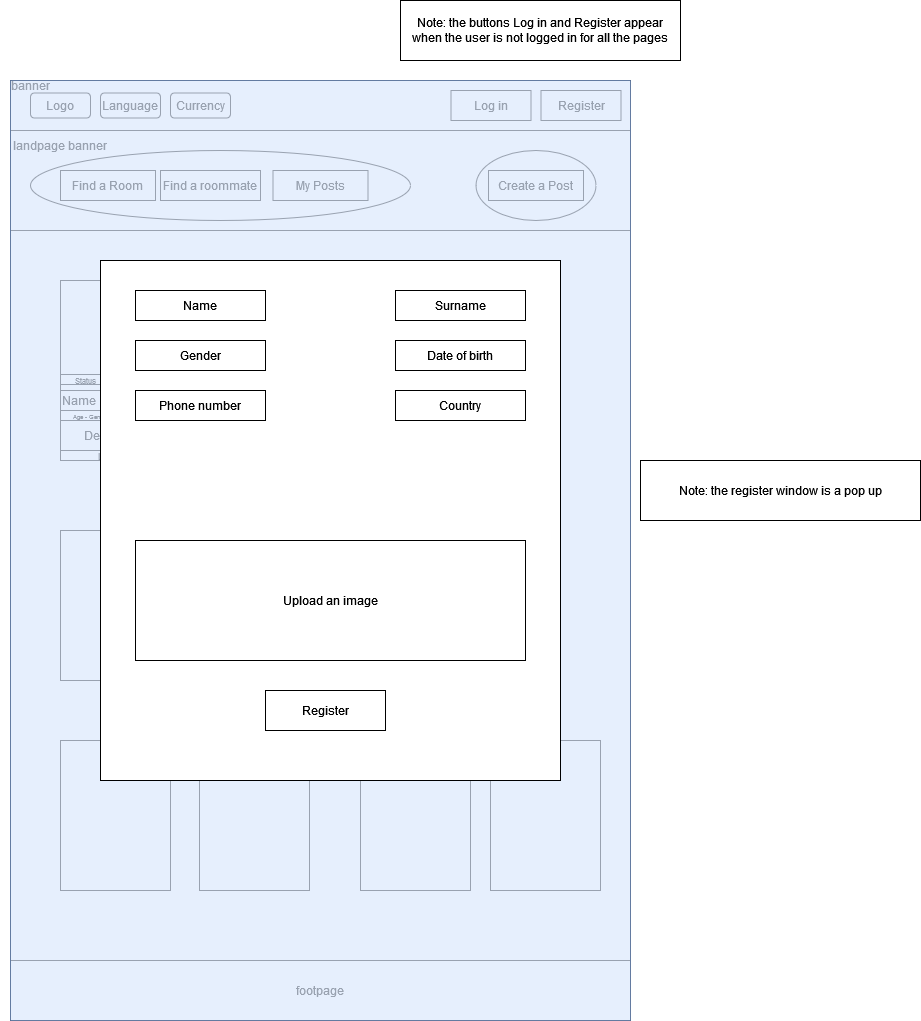 Note: the buttons Log in and Register appear
when the user is not logged in for all the pages
banner
Logo
Language
Currency
Log in
Register
landpage banner
Find a Room
Find a roommate
My Posts
Create a Post
Name
Surname
Gender
Date of birth
Phone number
Country
Status
Name
Age - Gen
De
Note: the register window is a pop up
Upload an image
Register
footpage